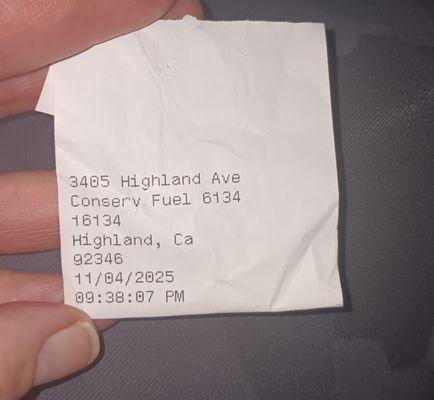 3405 Highland Ave
Conserv Fuel 6134
16134
Highland, Ca
92346
11/04/2025
09:38:07 PM